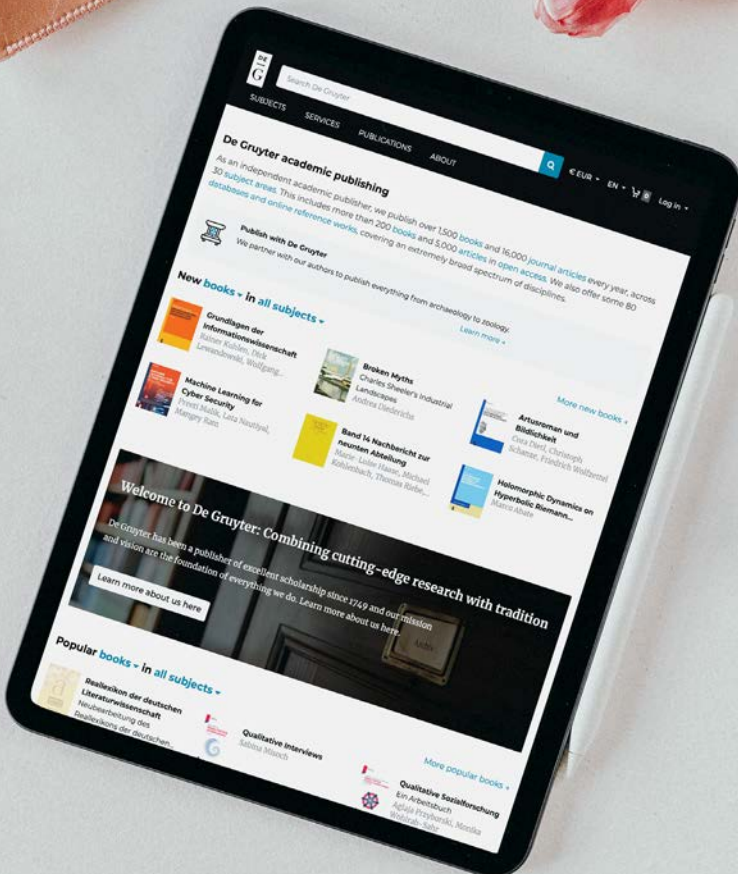 DE
G
Search De Gruyter
€ EUR EN 0 Log in
SUBJECTS SERVICES PUBLICATIONS ABOUT
De Gruyter academic publishing
As an independent academic publisher, we publish over 1,500 books and 16,000 journal articles every year, across
30 subject areas. This includes more than 200 books and 5,000 articles in open access. We also offer some 80
databases and online reference works, covering an extremely broad spectrum of disciplines.
Publish with De Gruyter
We partner with our authors to publish everything from archaeology to zoology.
Learn more »
New books in all subjects
More new books »
Grundlagen der
Informationswissenschaft
Rainer Kuhlen, Dirk
Lewandowski, Wolfgang...
Broken Myths
Charles Sheeler's Industrial
Landscapes
Andrea Diederichs
Artusroman und
Bildlichkeit
Cora Dietl, Christoph
Schanze, Friedrich Wolfzettel
Machine Learning for
Cyber Security
Preeti Malik, Lata Nautiyal,
Mangey Ram
Band 14 Nachbericht zur
neunten Abteilung
Marie-Luise Haase, Michael
Kohlenbach, Thomas Riebe,...
Holomorphic Dynamics on
Hyperbolic Riemann...
Marco Abate
Welcome to De Gruyter: Combining cutting-edge research with tradition
De Gruyter has been a publisher of excellent scholarship since 1749 and our mission
and vision are the foundation of everything we do. Learn more about us here.
Learn more about us here
Popular books in all subjects
More popular books »
Reallexikon der deutschen
Literaturwissenschaft
Neubearbeitung des
Reallexikons der deutschen...
Qualitative Interviews
Sabina Misoch
Qualitative Sozialforschung
Ein Arbeitsbuch
Aglaja Przyborski, Monika
Wohlrab-Sahr